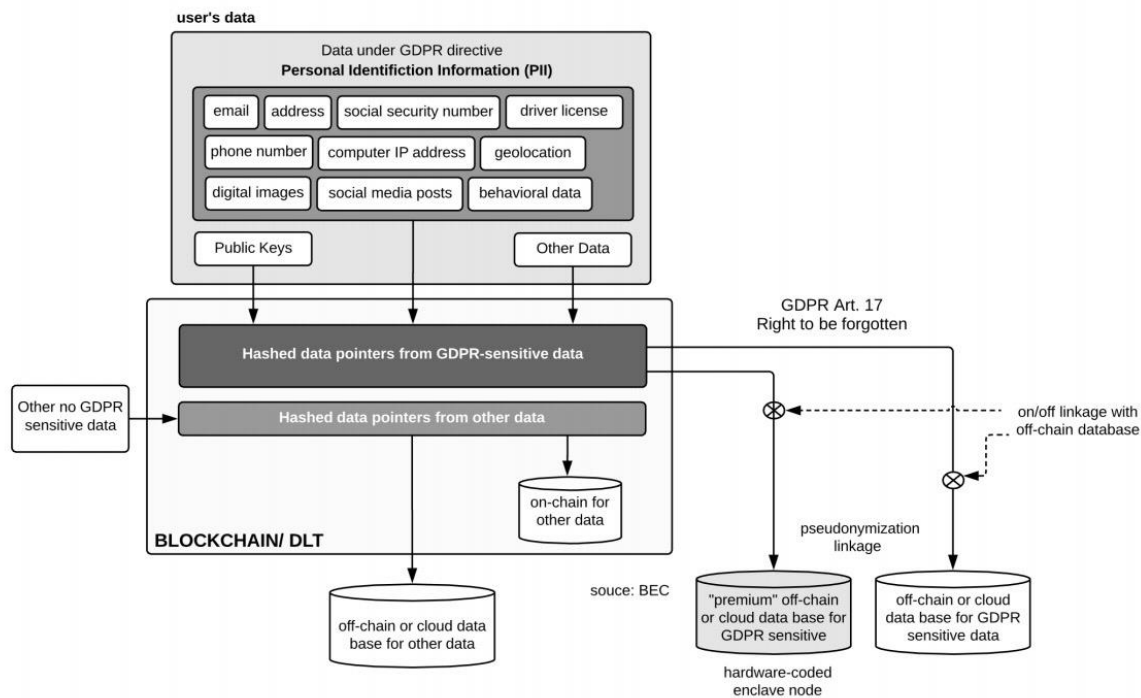 user's data
Data under GDPR directive
Personal Identifiction Information (PII)
email
address
social security number
driver license
phone number
computer IP address
geolocation
digital images
social media posts
behavioral data
Public Keys
Other Data
GDPR Art. 17
Right to be forgotten
Hashed data pointers from GDPR-sensitive data
Other no GDPR
sensitive data
Hashed data pointers from other data
on/off linkage with
off-chain database
on-chain for
other data
BLOCKCHAIN/ DLT
pseudonymization
linkage
souce: BEC
off-chain or cloud data
base for other data
"premium" off-chain
or cloud data base for
GDPR sensitive
off-chain or cloud
data base for GDPR
sensitive data
hardware-coded
enclave node